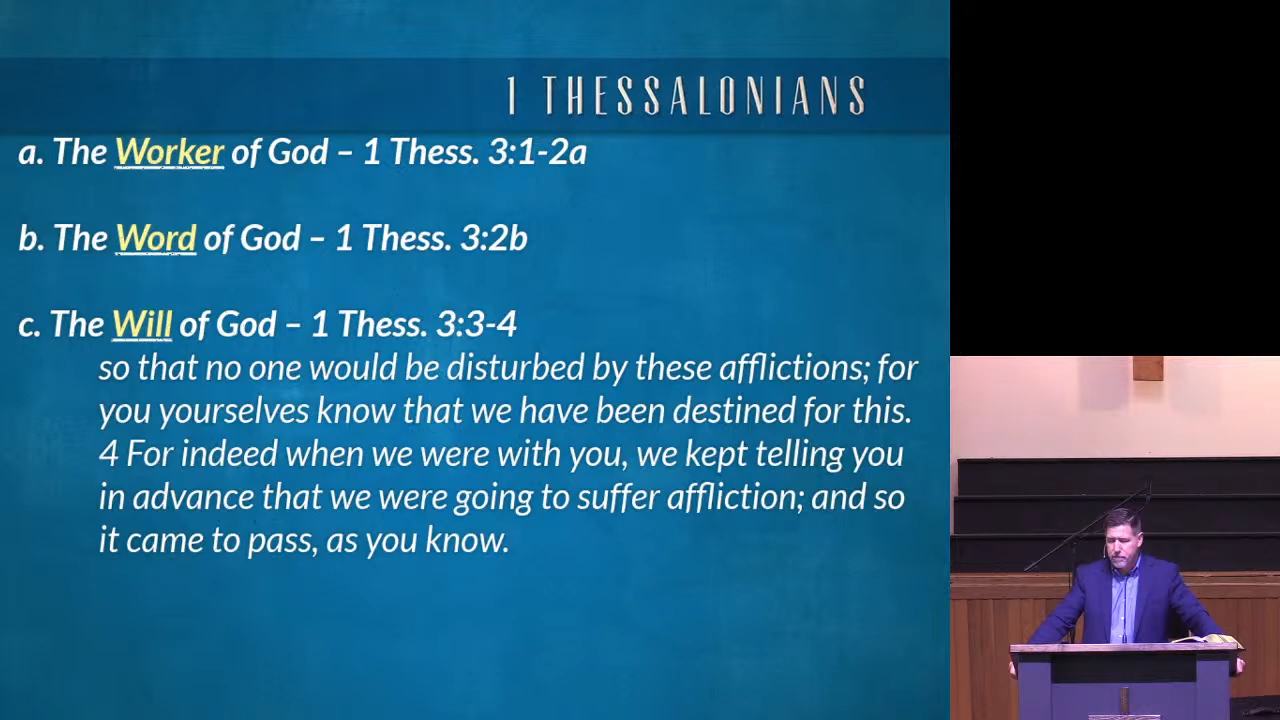 1 THESSALONIANS
a. The Worker of God – 1 Thess. 3:1-2a
b. The Word of God – 1 Thess. 3:2b
c. The Will of God – 1 Thess. 3:3-4
so that no one would be disturbed by these afflictions; for
you yourselves know that we have been destined for this.
4 For indeed when we were with you, we kept telling you
in advance that we were going to suffer affliction; and so
it came to pass, as you know.